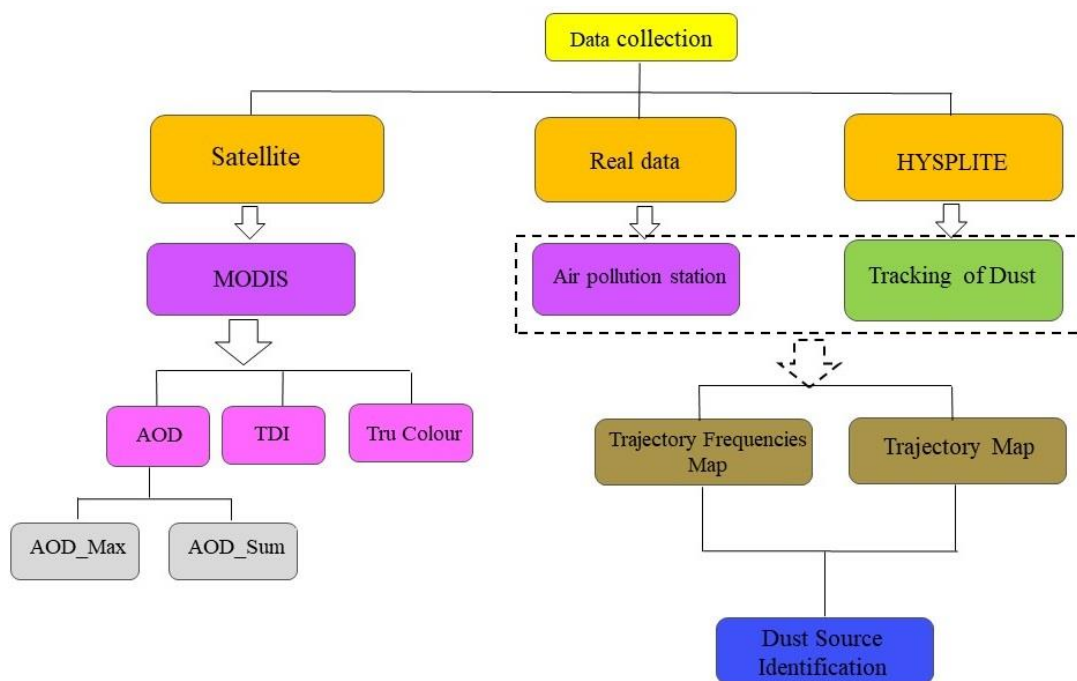 Data collection
Satellite
Real data
HYSPLITE
MODIS
Air pollution station
Tracking of Dust
AOD
TDI
Tru Colour
Trajectory Frequencies
Map
Trajectory Map
AOD_Max
AOD_Sum
Dust Source
Identification